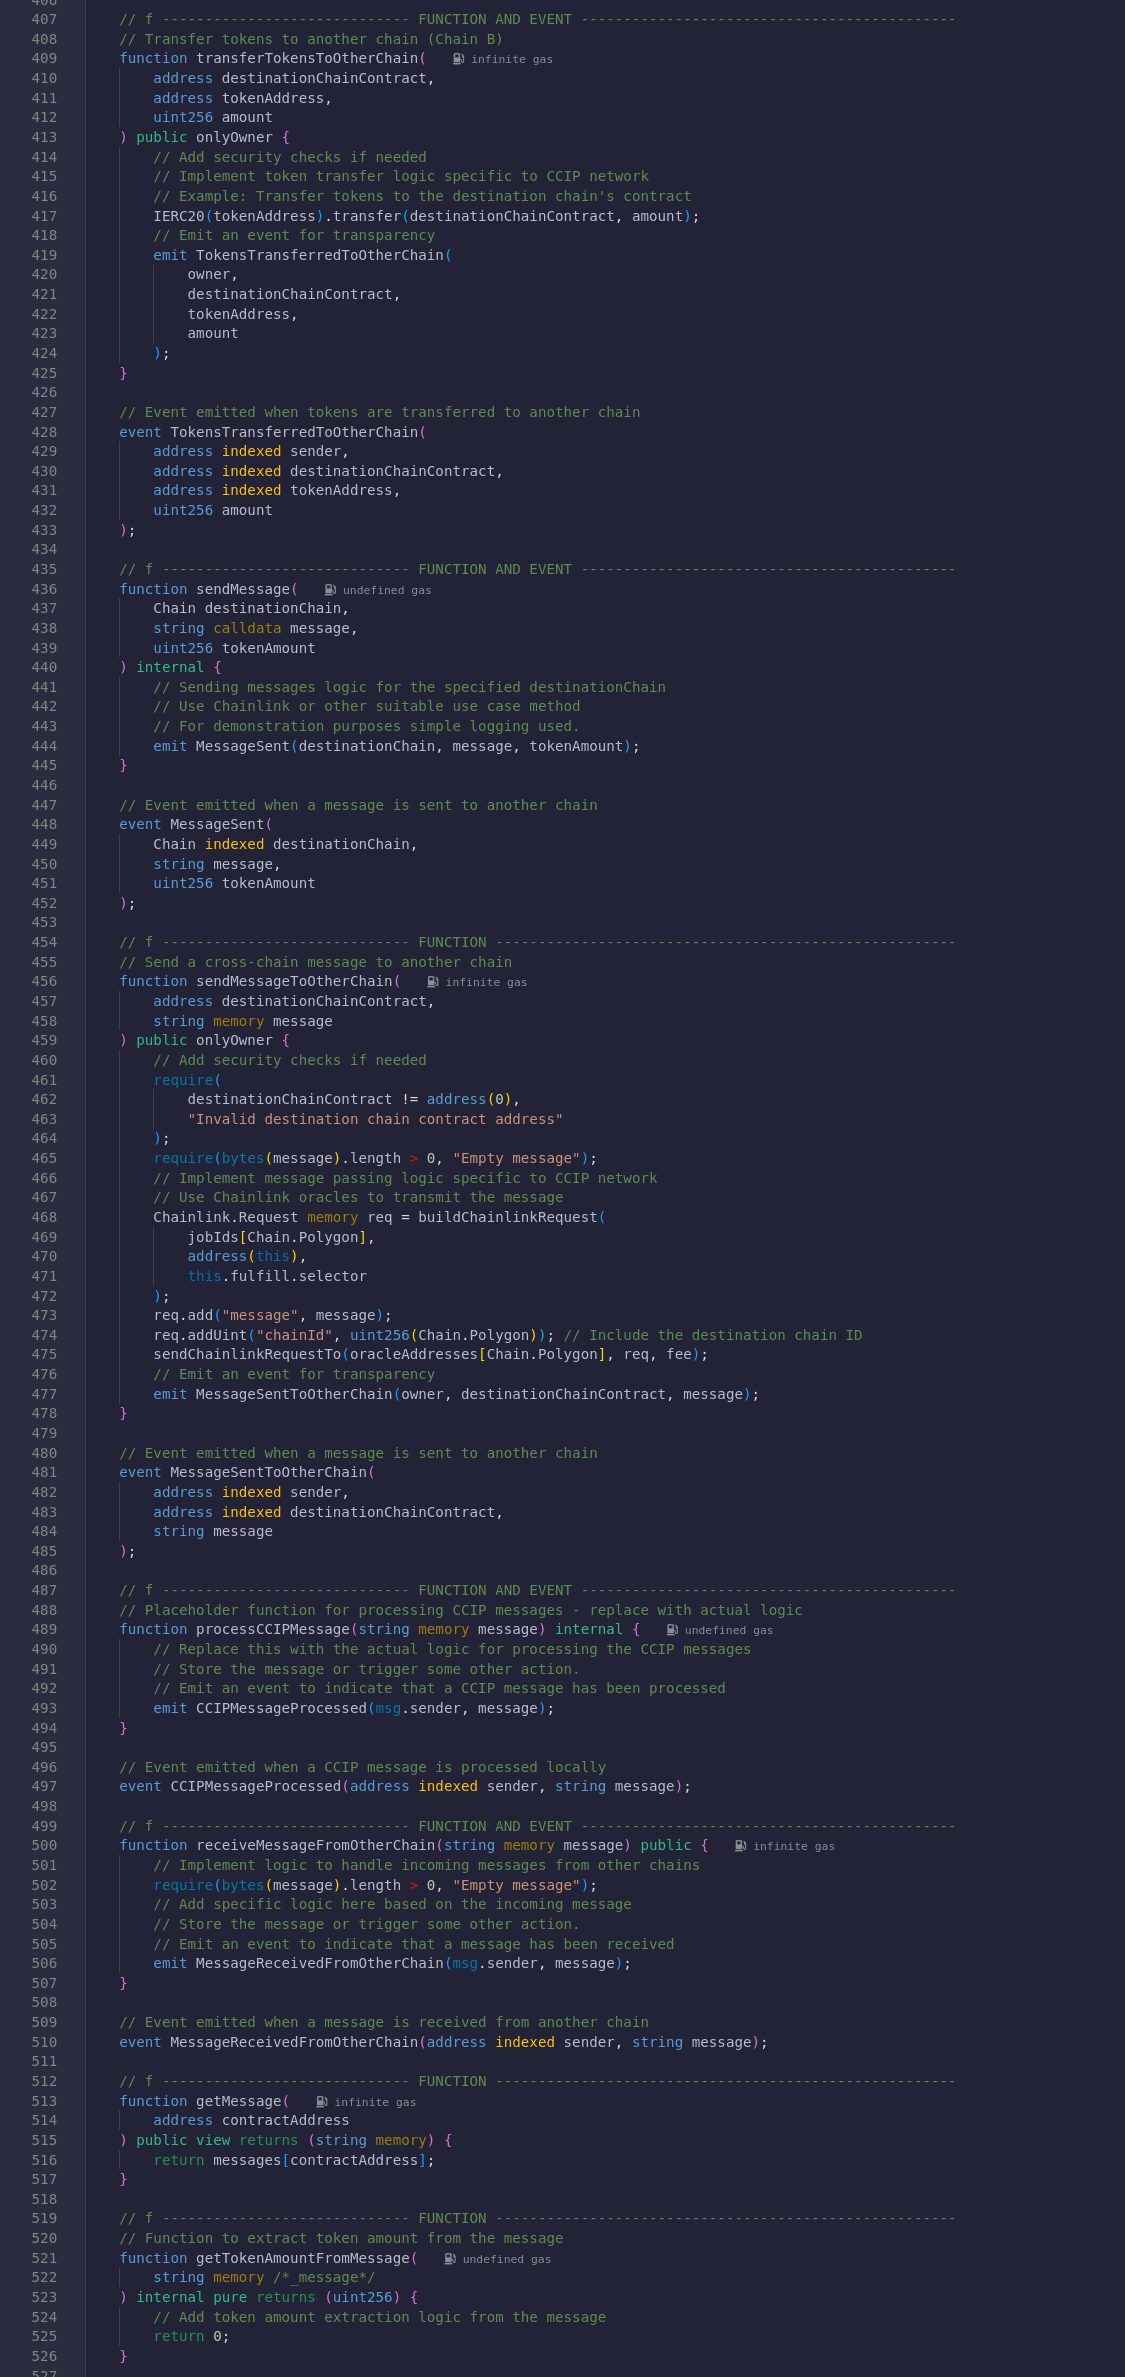 406
407 // f ----------------------------- FUNCTION AND EVENT --------------------------------------------
408 // Transfer tokens to another chain (Chain B)
409 function transferTokensToOtherChain( infinite gas
410 address destinationChainContract,
411 address tokenAddress,
412 uint256 amount
413 ) public onlyOwner {
414 // Add security checks if needed
415 // Implement token transfer logic specific to CCIP network
416 // Example: Transfer tokens to the destination chain's contract
417 IERC20(tokenAddress).transfer(destinationChainContract, amount);
418 // Emit an event for transparency
419 emit TokensTransferredToOtherChain(
420 owner,
421 destinationChainContract,
422 tokenAddress,
423 amount
424 );
425 }
426
427 // Event emitted when tokens are transferred to another chain
428 event TokensTransferredToOtherChain(
429 address indexed sender,
430 address indexed destinationChainContract,
431 address indexed tokenAddress,
432 uint256 amount
433 );
434
435 // f ----------------------------- FUNCTION AND EVENT --------------------------------------------
436 function sendMessage( undefined gas
437 Chain destinationChain,
438 string calldata message,
439 uint256 tokenAmount
440 ) internal {
441 // Sending messages logic for the specified destinationChain
442 // Use Chainlink or other suitable use case method
443 // For demonstration purposes simple logging used.
444 emit MessageSent(destinationChain, message, tokenAmount);
445 }
446
447 // Event emitted when a message is sent to another chain
448 event MessageSent(
449 Chain indexed destinationChain,
450 string message,
451 uint256 tokenAmount
452 );
453
454 // f ----------------------------- FUNCTION ------------------------------------------------------
455 // Send a cross-chain message to another chain
456 function sendMessageToOtherChain( infinite gas
457 address destinationChainContract,
458 string memory message
459 ) public onlyOwner {
460 // Add security checks if needed
461 require(
462 destinationChainContract != address(0),
463 "Invalid destination chain contract address"
464 );
465 require(bytes(message).length > 0, "Empty message");
466 // Implement message passing logic specific to CCIP network
467 // Use Chainlink oracles to transmit the message
468 Chainlink.Request memory req = buildChainlinkRequest(
469 jobIds[Chain.Polygon],
470 address(this),
471 this.fulfill.selector
472 );
473 req.add("message", message);
474 req.addUint("chainId", uint256(Chain.Polygon)); // Include the destination chain ID
475 sendChainlinkRequestTo(oracleAddresses[Chain.Polygon], req, fee);
476 // Emit an event for transparency
477 emit MessageSentToOtherChain(owner, destinationChainContract, message);
478 }
479
480 // Event emitted when a message is sent to another chain
481 event MessageSentToOtherChain(
482 address indexed sender,
483 address indexed destinationChainContract,
484 string message
485 );
486
487 // f ----------------------------- FUNCTION AND EVENT --------------------------------------------
488 // Placeholder function for processing CCIP messages - replace with actual logic
489 function processCCIPMessage(string memory message) internal { undefined gas
490 // Replace this with the actual logic for processing the CCIP messages
491 // Store the message or trigger some other action.
492 // Emit an event to indicate that a CCIP message has been processed
493 emit CCIPMessageProcessed(msg.sender, message);
494 }
495
496 // Event emitted when a CCIP message is processed locally
497 event CCIPMessageProcessed(address indexed sender, string message);
498
499 // f ----------------------------- FUNCTION AND EVENT --------------------------------------------
500 function receiveMessageFromOtherChain(string memory message) public { infinite gas
501 // Implement logic to handle incoming messages from other chains
502 require(bytes(message).length > 0, "Empty message");
503 // Add specific logic here based on the incoming message
504 // Store the message or trigger some other action.
505 // Emit an event to indicate that a message has been received
506 emit MessageReceivedFromOtherChain(msg.sender, message);
507 }
508
509 // Event emitted when a message is received from another chain
510 event MessageReceivedFromOtherChain(address indexed sender, string message);
511
512 // f ----------------------------- FUNCTION ------------------------------------------------------
513 function getMessage( infinite gas
514 address contractAddress
515 ) public view returns (string memory) {
516 return messages[contractAddress];
517 }
518
519 // f ----------------------------- FUNCTION ------------------------------------------------------
520 // Function to extract token amount from the message
521 function getTokenAmountFromMessage( undefined gas
522 string memory /*_message*/
523 ) internal pure returns (uint256) {
524 // Add token amount extraction logic from the message
525 return 0;
526 }
527